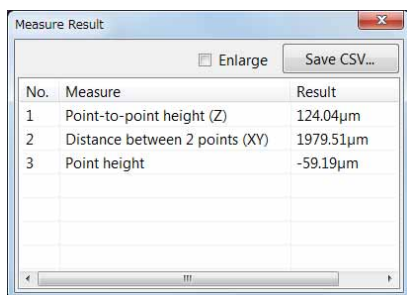 Measure Result
Enlarge Save CSV...
No. Measure Result
1 Point-to-point height (Z) 124.04µm
2 Distance between 2 points (XY) 1979.51µm
3 Point height -59.19µm